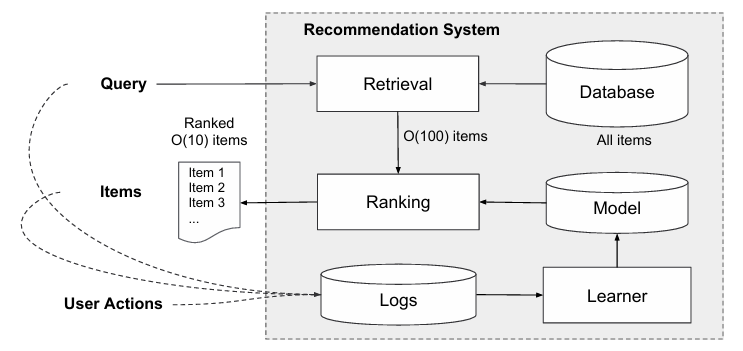 Recommendation System
Query
Retrieval
Database
Ranked
O(10) items
O(100) items
All items
Items
Item 1
Item 2
Item 3
...
Ranking
Model
User Actions
Logs
Learner